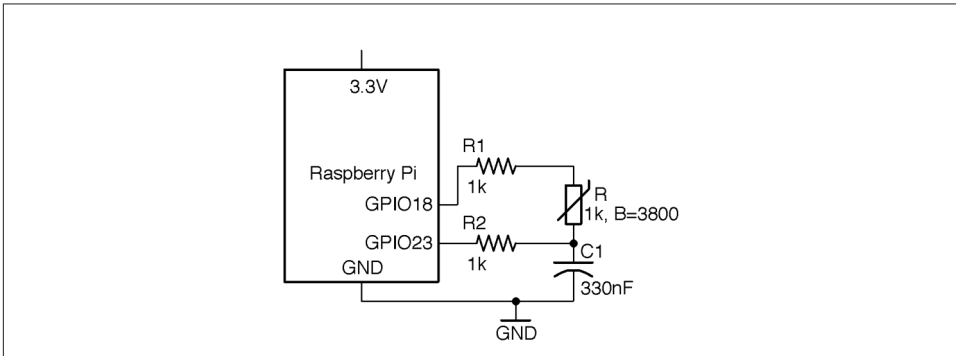 3.3V
Raspberry Pi
GPIO18
GPIO23
GND
R1
1k
R
1k, B=3800
R2
1k
C1
330nF
GND